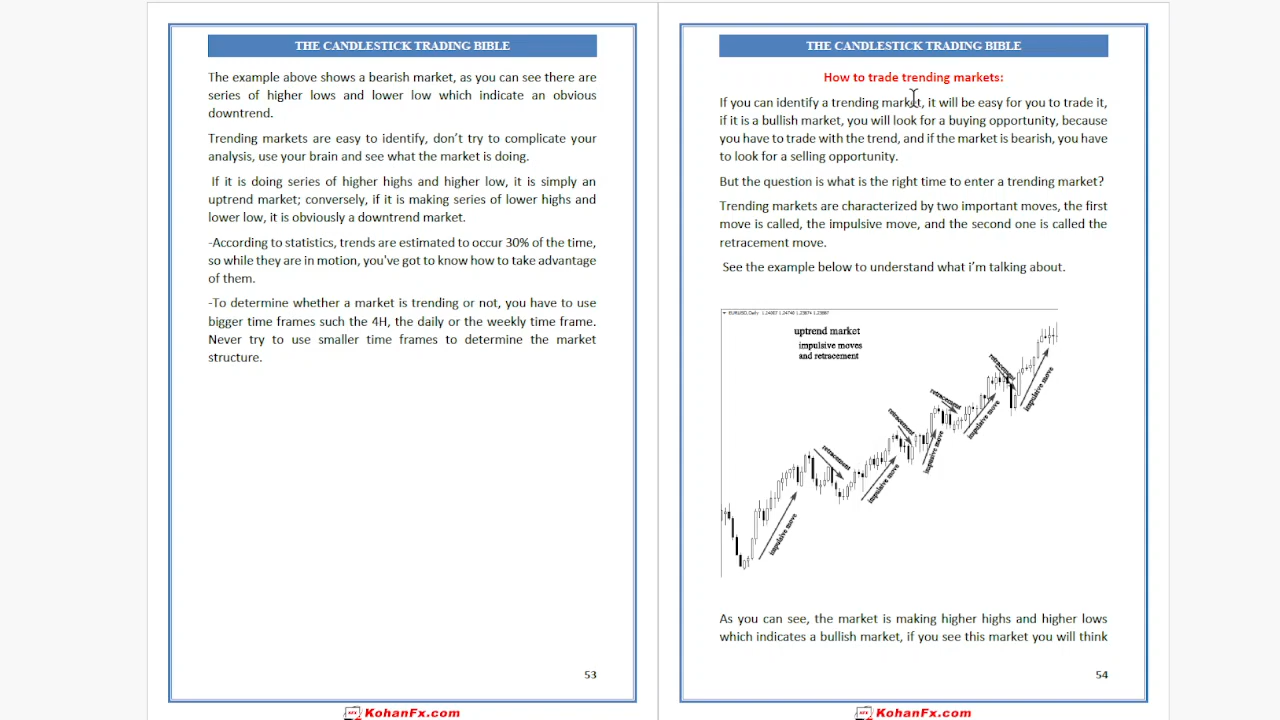 THE CANDLESTICK TRADING BIBLE
The example above shows a bearish market, as you can see there are
series of higher lows and lower low which indicate an obvious
downtrend.
Trending markets are easy to identify, don't try to complicate your
analysis, use your brain and see what the market is doing.
If it is doing series of higher highs and higher low, it is simply an
uptrend market; conversely, if it is making series of lower highs and
lower low, it is obviously a downtrend market.
-According to statistics, trends are estimated to occur 30% of the time,
so while they are in motion, you've got to know how to take advantage
of them.
-To determine whether a market is trending or not, you have to use
bigger time frames such the 4H, the daily or the weekly time frame.
Never try to use smaller time frames to determine the market
structure.
53
KohanFx.com
THE CANDLESTICK TRADING BIBLE
How to trade trending markets:
If you can identify a trending market, it will be easy for you to trade it,
if it is a bullish market, you will look for a buying opportunity, because
you have to trade with the trend, and if the market is bearish, you have
to look for a selling opportunity.
But the question is what is the right time to enter a trending market?
Trending markets are characterized by two important moves, the first
move is called, the impulsive move, and the second one is called the
retracement move.
See the example below to understand what i'm talking about.
EURUSD,Daily
uptrend market
impulsive moves
and retracement
impulsive move
retracement
impulsive move
retracement
impulsive move
retracement
impulsive move
retracement
impulsive move
As you can see, the market is making higher highs and higher lows
which indicates a bullish market, if you see this market you will think
54
KohanFx.com